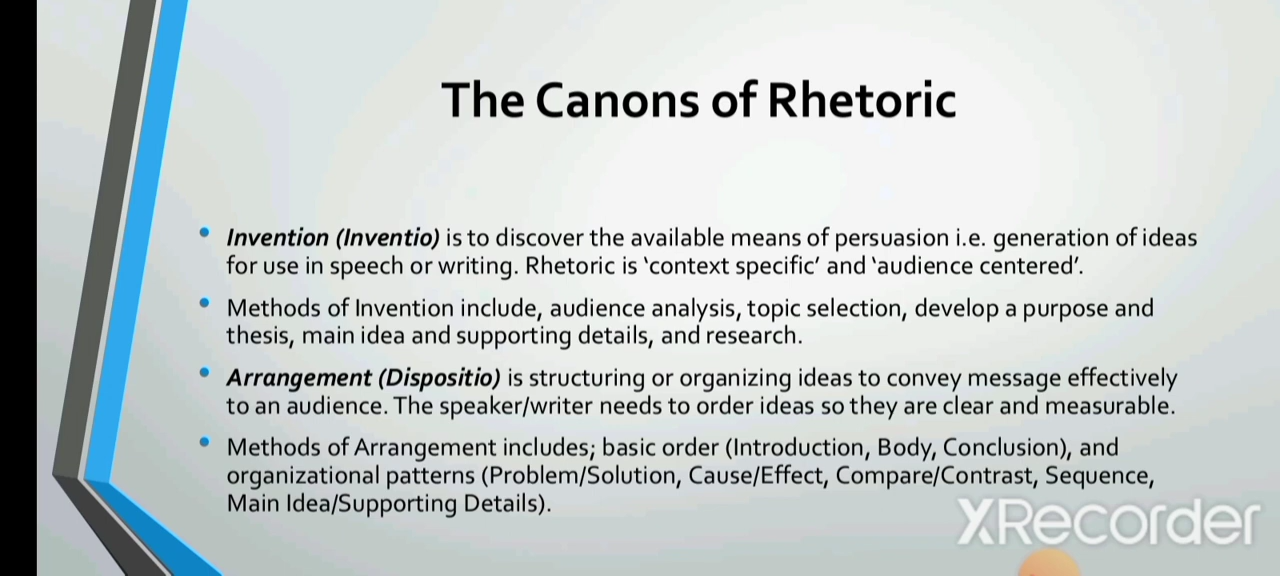 The Canons of Rhetoric
• Invention (Inventio) is to discover the available means of persuasion i.e. generation of ideas
for use in speech or writing. Rhetoric is ‘context specific’ and ‘audience centered’.
• Methods of Invention include, audience analysis, topic selection, develop a purpose and
thesis, main idea and supporting details, and research.
• Arrangement (Dispositio) is structuring or organizing ideas to convey message effectively
to an audience. The speaker/writer needs to order ideas so they are clear and measurable.
• Methods of Arrangement includes; basic order (Introduction, Body, Conclusion), and
organizational patterns (Problem/Solution, Cause/Effect, Compare/Contrast, Sequence,
Main Idea/Supporting Details).
XRecorder